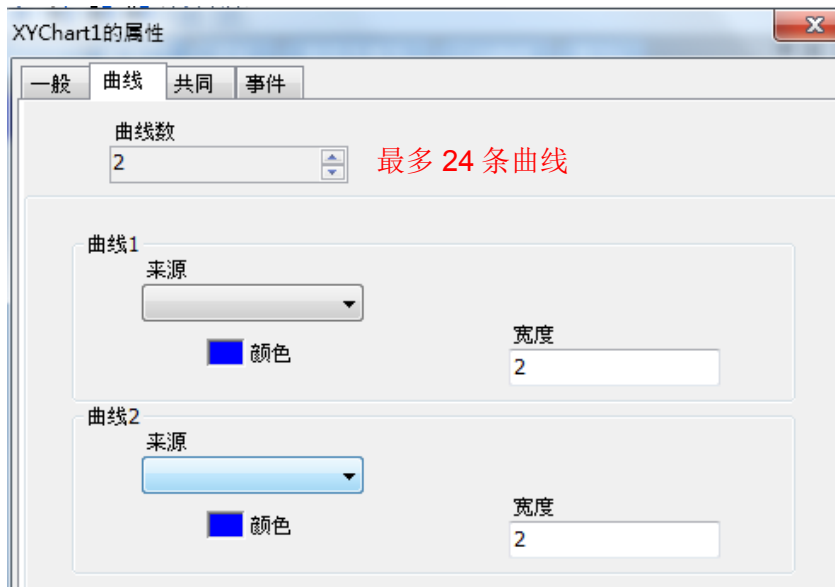 XYChart1的属性
一般 曲线 共同 事件
曲线数
2
最多 24 条曲线
曲线1
来源
颜色
宽度
2
曲线2
来源
颜色
宽度
2